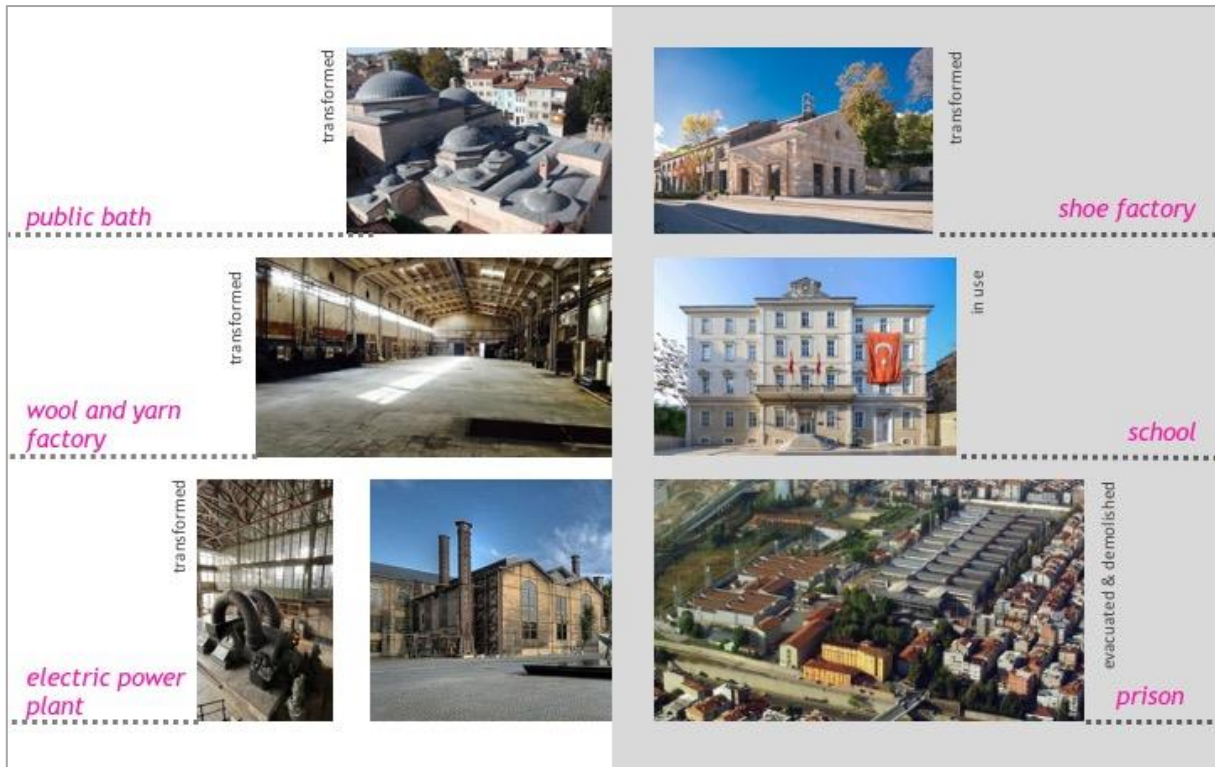 transformed
public bath
transformed
shoe factory
transformed
wool and yarn
factory
in use
school
transformed
electric power
plant
evacuated & demolished
prison